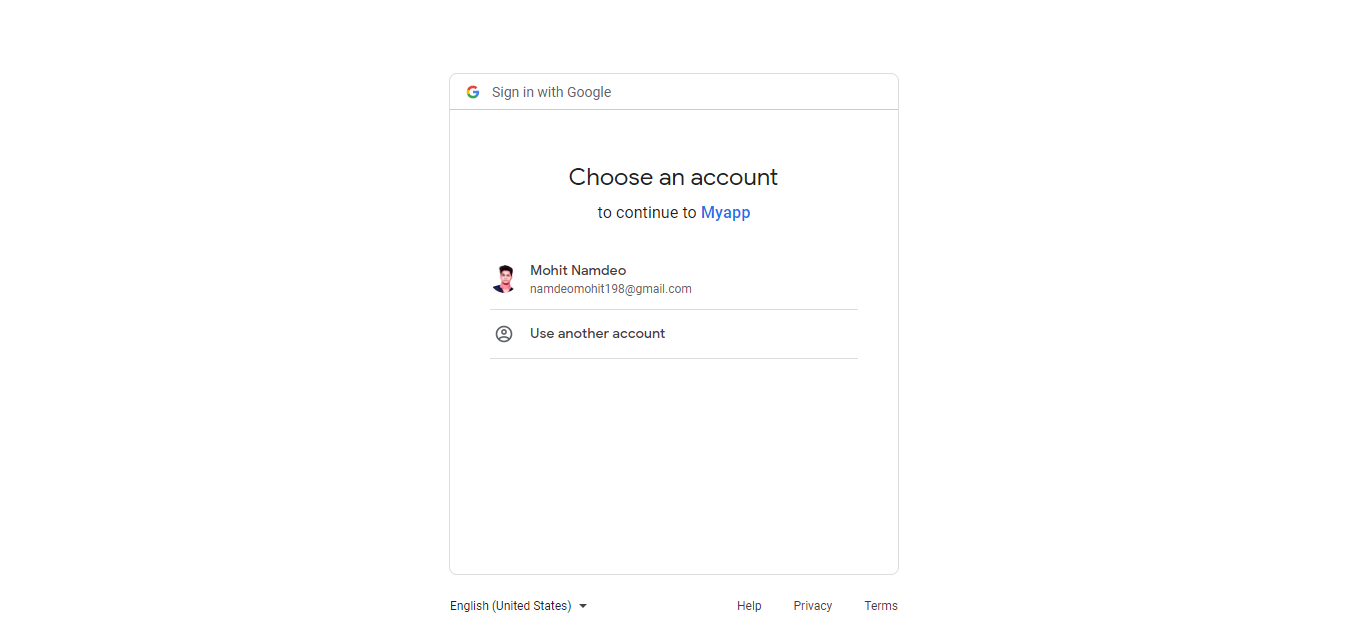 Sign in with Google
Choose an account
to continue to Myapp
Mohit Namdeo
namdeomohit198@gmail.com
Use another account
English (United States)
Help Privacy Terms